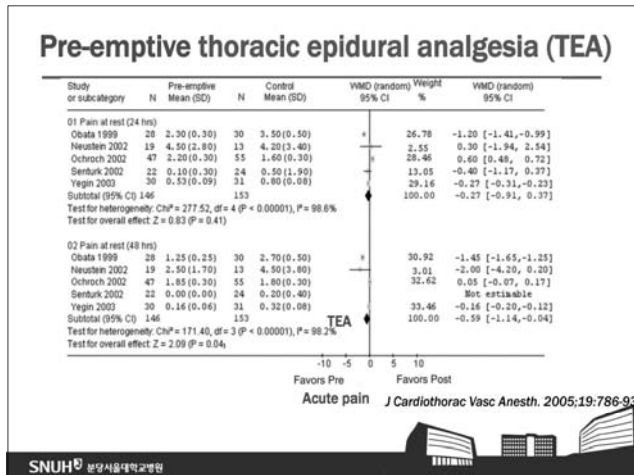 Pre-emptive thoracic epidural analgesia (TEA)
Study Pre-emptive Control WMD (random) Weight WMD (random)
or subcategory N Mean (SD) N Mean (SD) 95% CI % 95% CI
01 Pain at rest (24 hrs)
Obata 1999 28 2.30(0.30) 30 3.50(0.50) 26.78 -1.20 [-1.41,-0.99]
Neustein 2002 19 4.50(2.80) 13 4.20(3.40) 2.55 0.30 [-1.94, 2.54]
Ochroch 2002 47 2.20(0.30) 55 1.60(0.30) 28.46 0.60 [0.48, 0.72]
Senturk 2002 22 0.10(0.30) 24 0.50(1.90) 13.05 -0.40 [-1.17, 0.37]
Yegin 2003 30 0.53(0.09) 31 0.80(0.08) 29.16 -0.27 [-0.31,-0.23]
Subtotal (95% CI) 146 153 100.00 -0.27 [-0.91, 0.37]
Test for heterogeneity: Chi² = 277.52, df = 4 (P < 0.00001), I² = 98.6%
Test for overall effect: Z = 0.83 (P = 0.41)
02 Pain at rest (48 hrs)
Obata 1999 28 1.25(0.25) 30 2.70(0.50) 30.92 -1.45 [-1.65,-1.25]
Neustein 2002 19 2.50(1.70) 13 4.50(3.80) 3.01 -2.00 [-4.20, 0.20]
Ochroch 2002 47 1.85(0.30) 55 1.80(0.30) 32.62 0.05 [-0.07, 0.17]
Senturk 2002 22 0.00(0.00) 24 0.20(0.40) Not estimable
Yegin 2003 30 0.16(0.06) 31 0.32(0.08) 33.46 -0.16 [-0.20,-0.12]
Subtotal (95% CI) 146 153 TEA 100.00 -0.59 [-1.14,-0.04]
Test for heterogeneity: Chi² = 171.40, df = 3 (P < 0.00001), I² = 98.2%
Test for overall effect: Z = 2.09 (P = 0.04)
-10 -5 0 5 10
Favors Pre Favors Post
Acute pain J Cardiothorac Vasc Anesth. 2005;19:786-93
SNUH 분당서울대학교병원